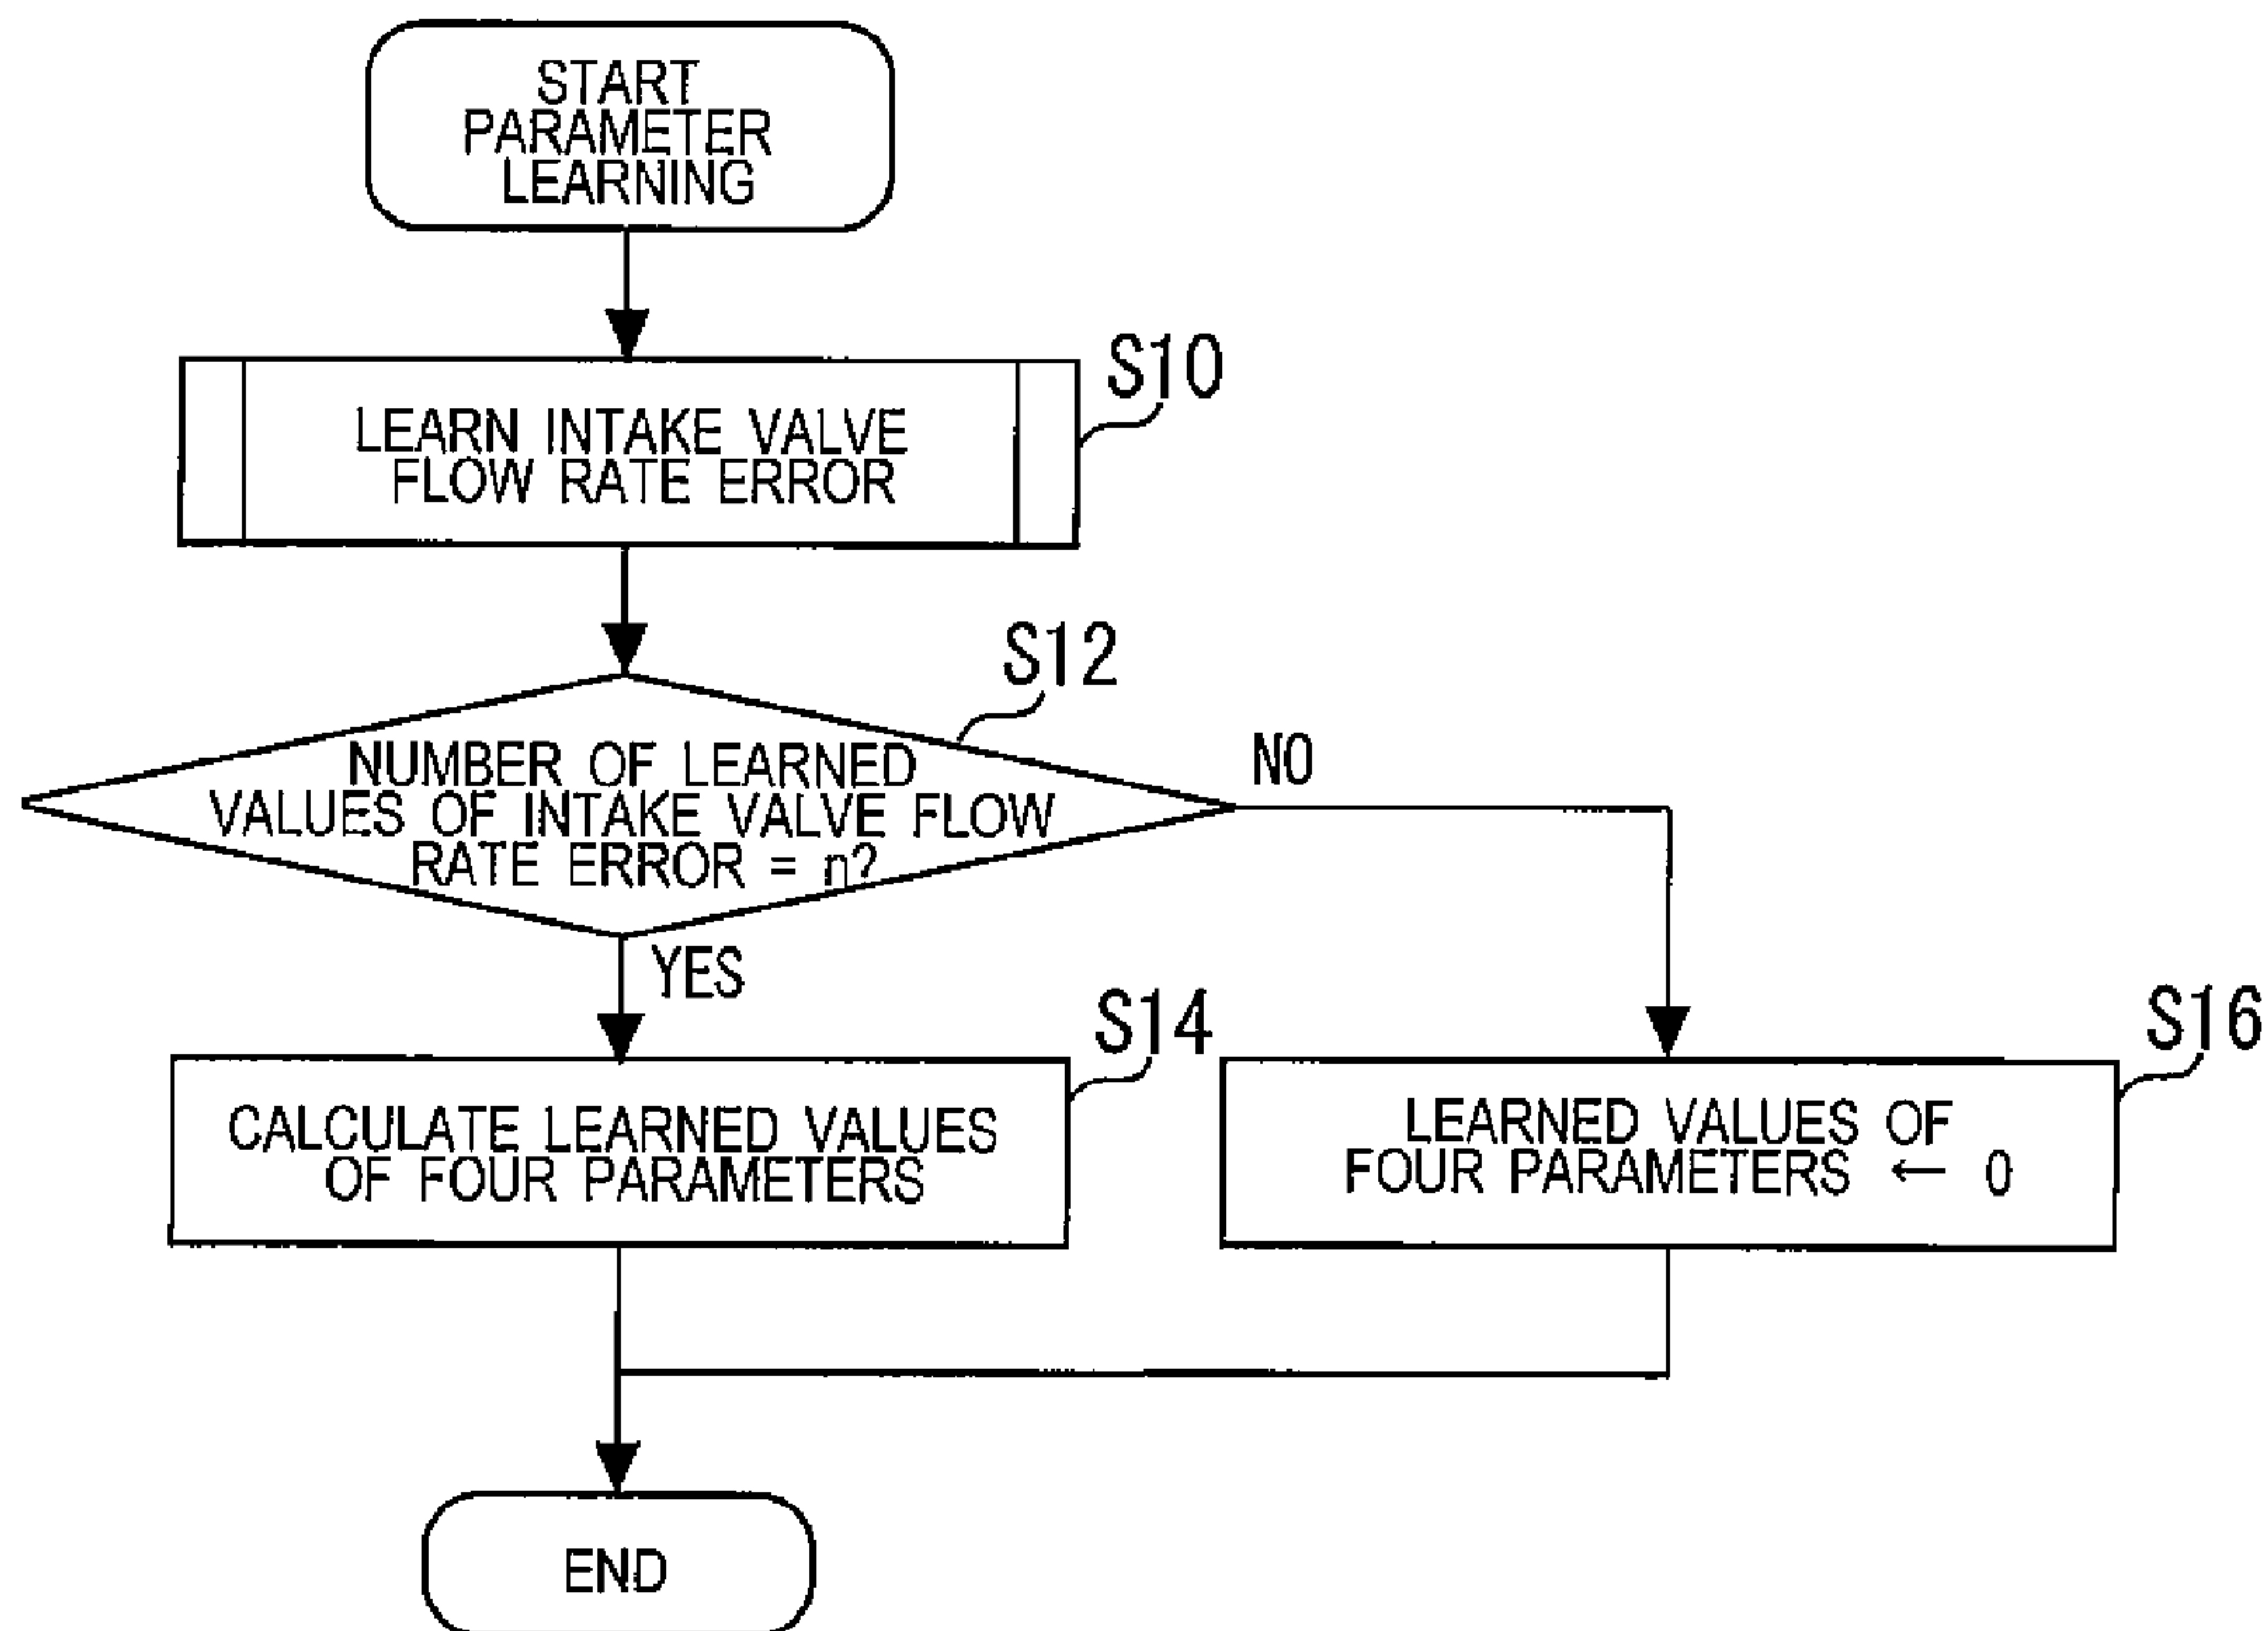 START
PARAMETER
LEARNING
S10
LEARN INTAKE VALVE
FLOW RATE ERROR
S12
NUMBER OF LEARNED
VALUES OF INTAKE VALVE FLOW
RATE ERROR = n?
NO
YES
S14
CALCULATE LEARNED VALUES
OF FOUR PARAMETERS
S16
LEARNED VALUES OF
FOUR PARAMETERS ← 0
END